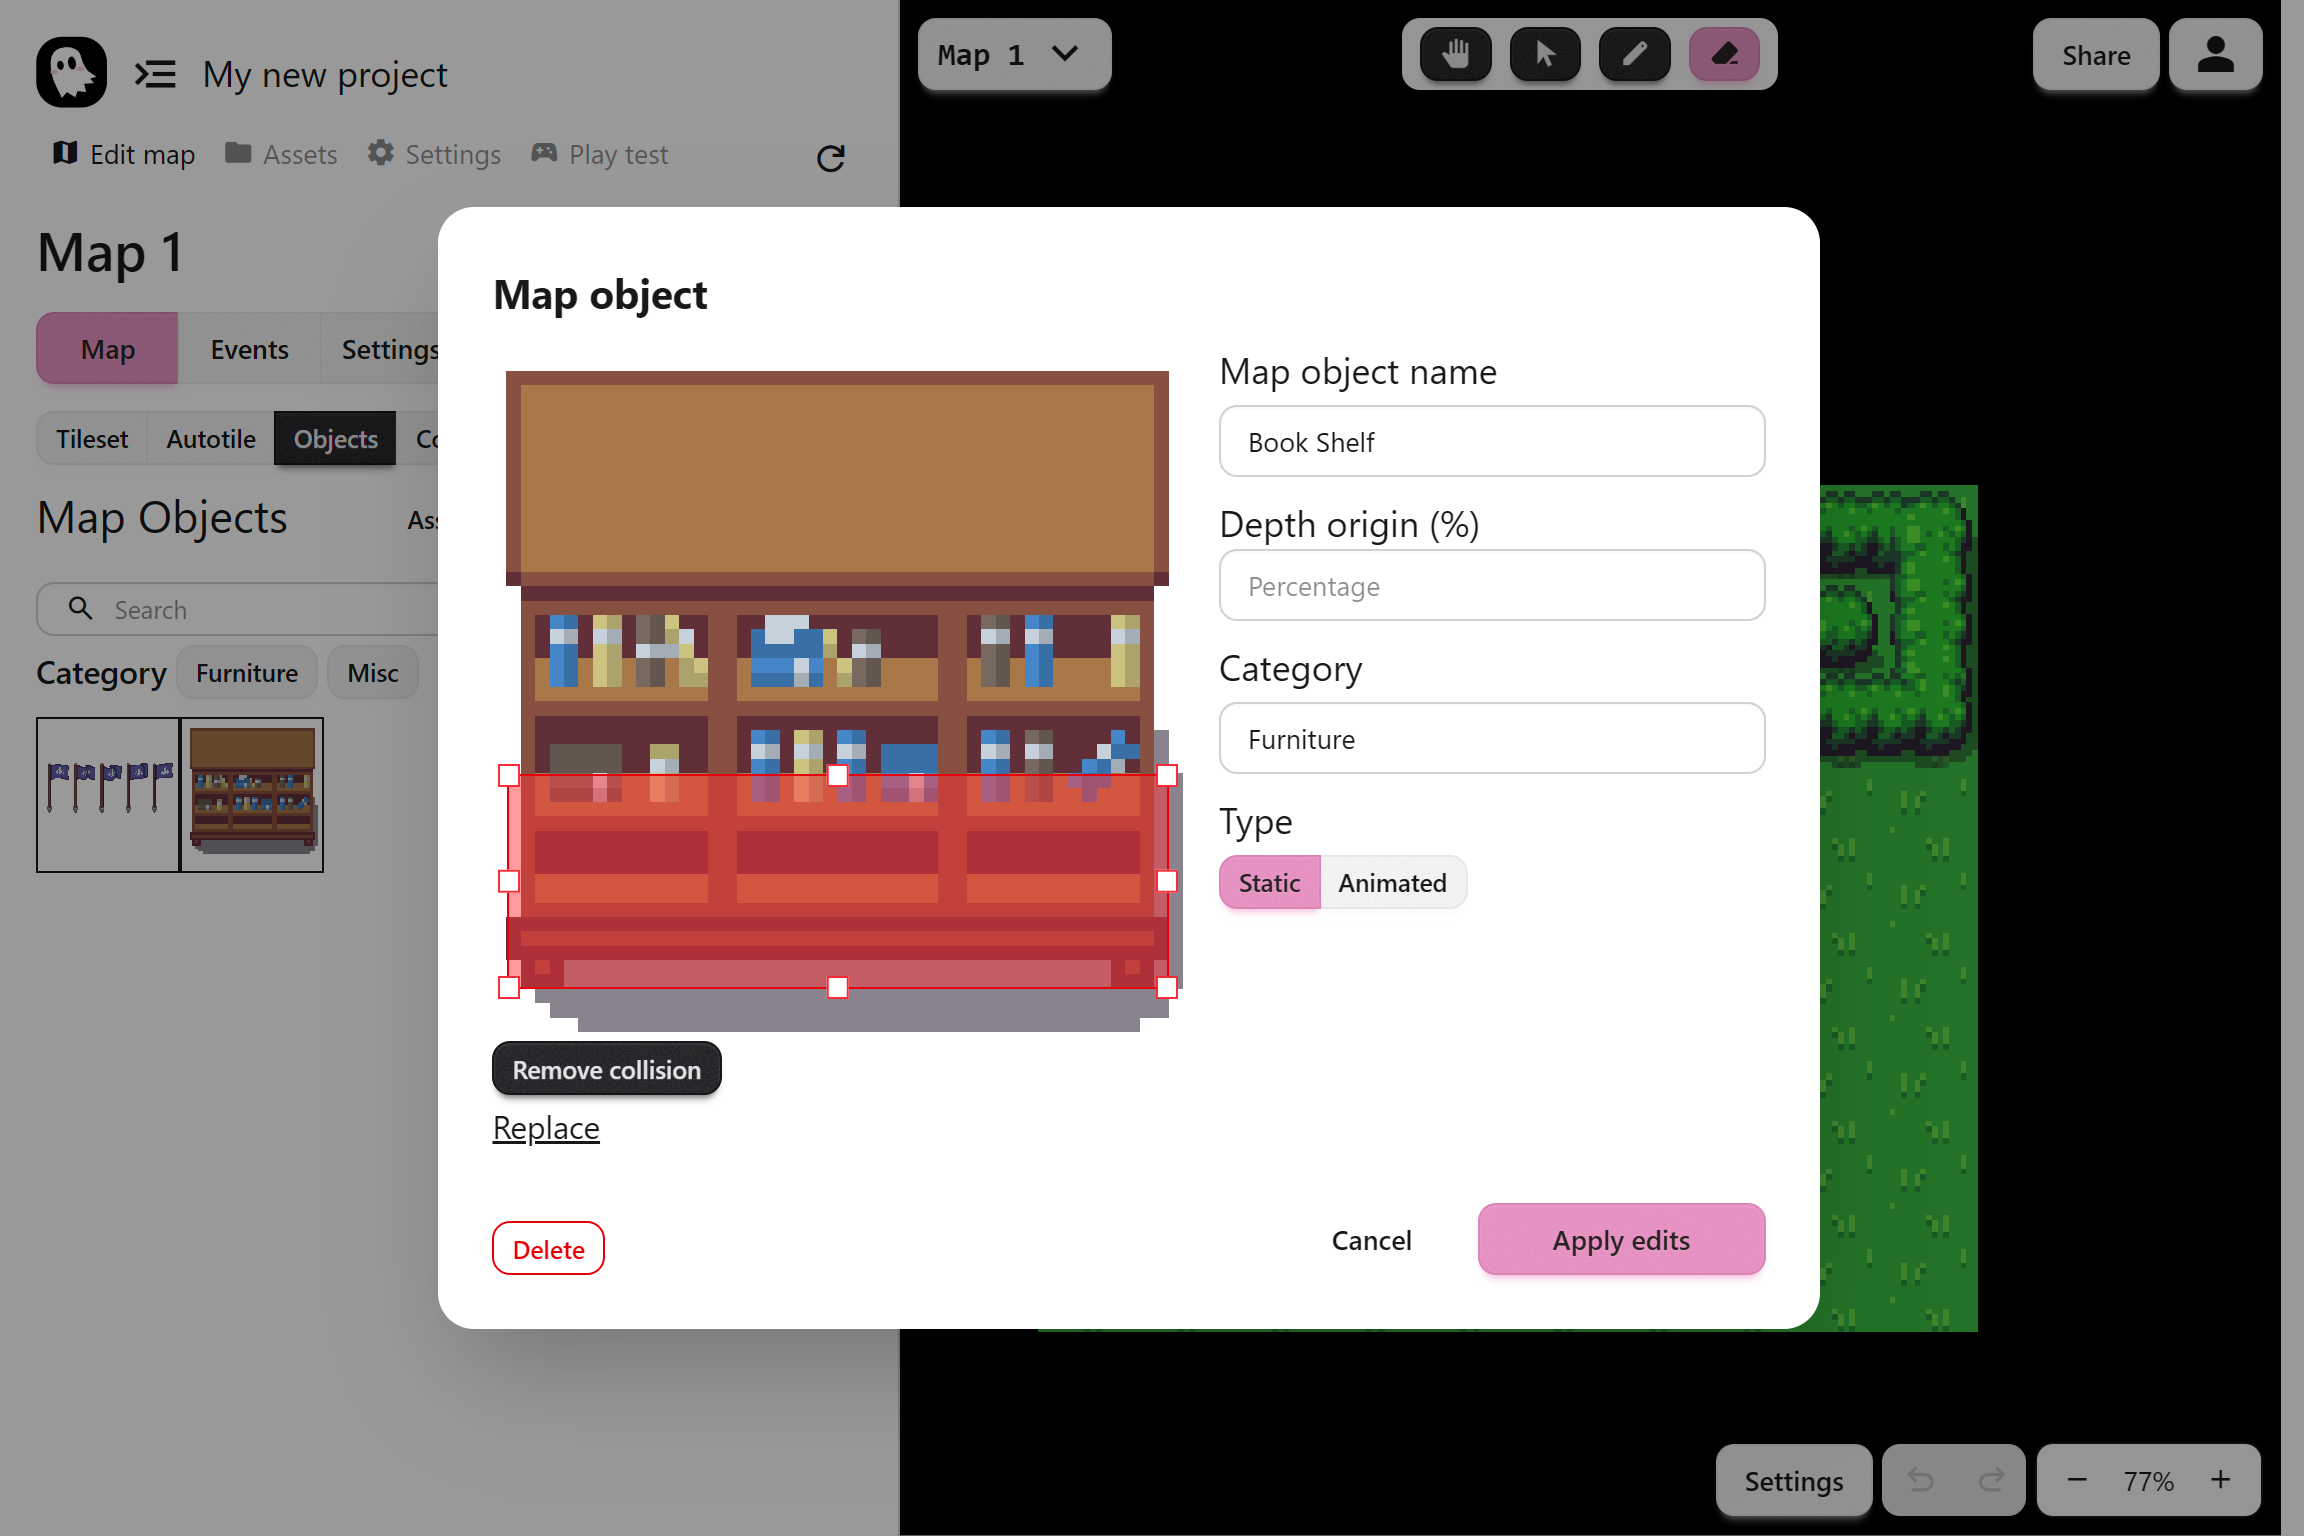 My new project
Map 1
Share
Edit map
Assets
Settings
Play test
Map 1
Map
Events
Settings
Tileset
Autotile
Objects
Map Objects
Search
Category
Furniture
Misc
Map object
Map object name
Book Shelf
Depth origin (%)
Percentage
Category
Furniture
Type
Static
Animated
Remove collision
Replace
Delete
Cancel
Apply edits
Settings
77%